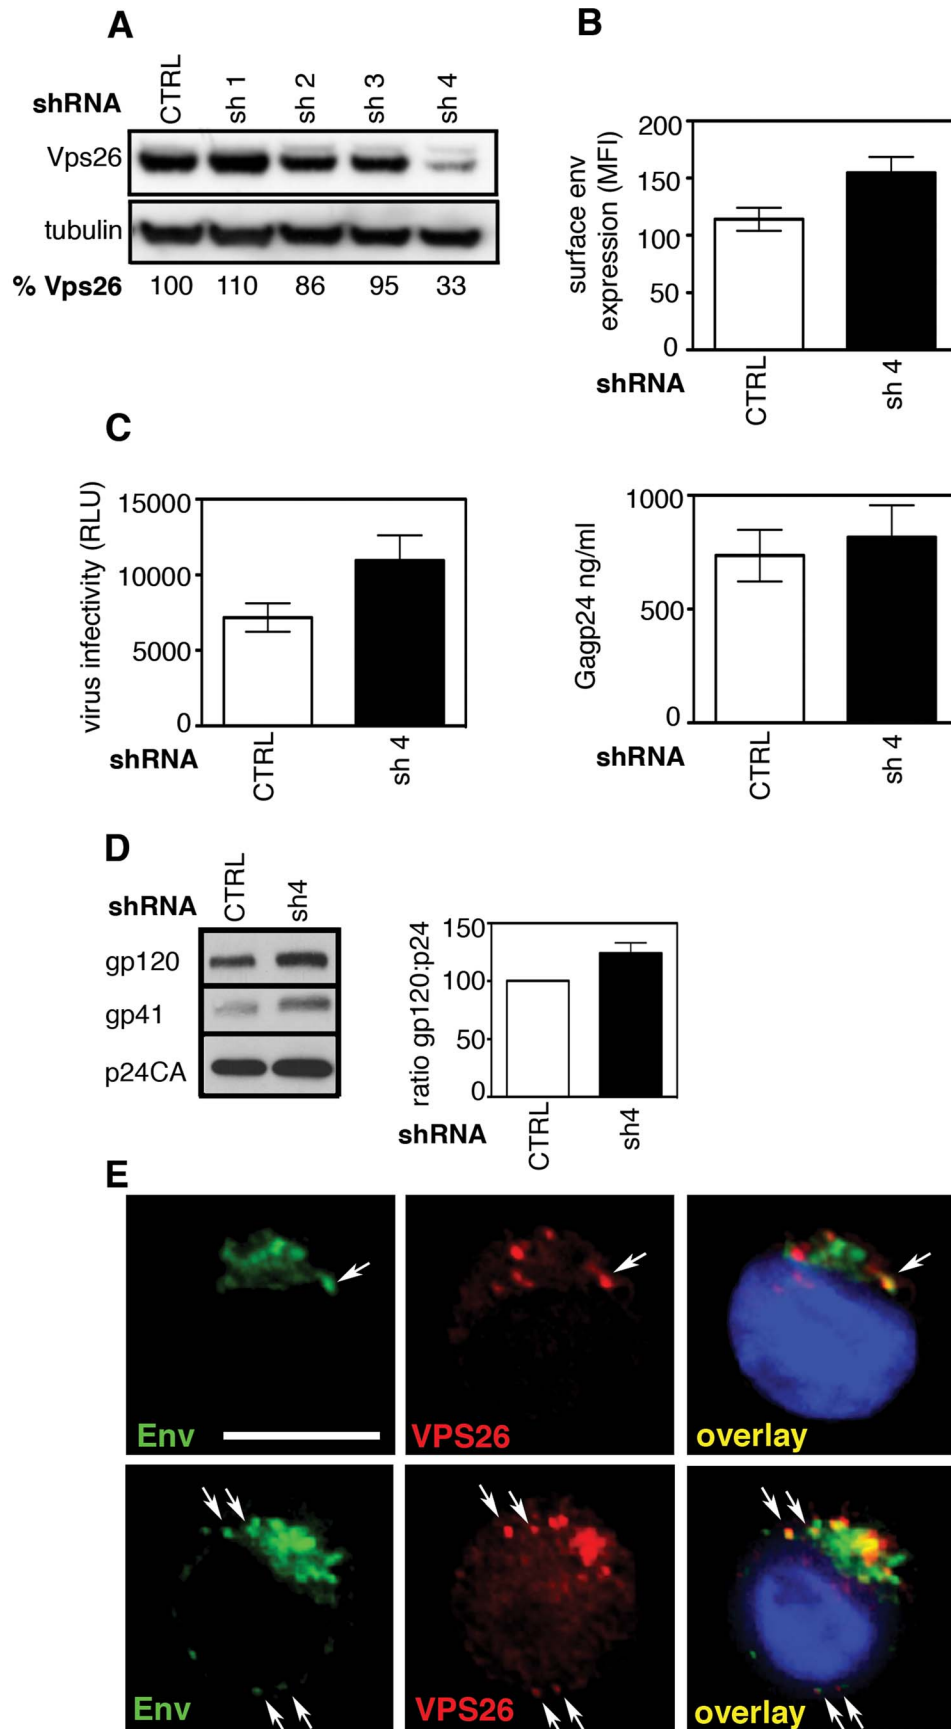 A
shRNA CTRL sh 1 sh 2 sh 3 sh 4
Vps26
tubulin
% Vps26 100 110 86 95 33
B
surface env
expression (MFI)
200
150
100
50
0
shRNA CTRL sh 4
C
virus infectivity (RLU)
15000
10000
5000
0
shRNA CTRL sh 4
Gagp24 ng/ml
1000
500
0
shRNA CTRL sh 4
D
shRNA CTRL sh4
gp120
gp41
p24CA
ratio gp120:p24
150
100
50
0
shRNA CTRL sh4
E
Env VPS26 overlay
Env VPS26 overlay